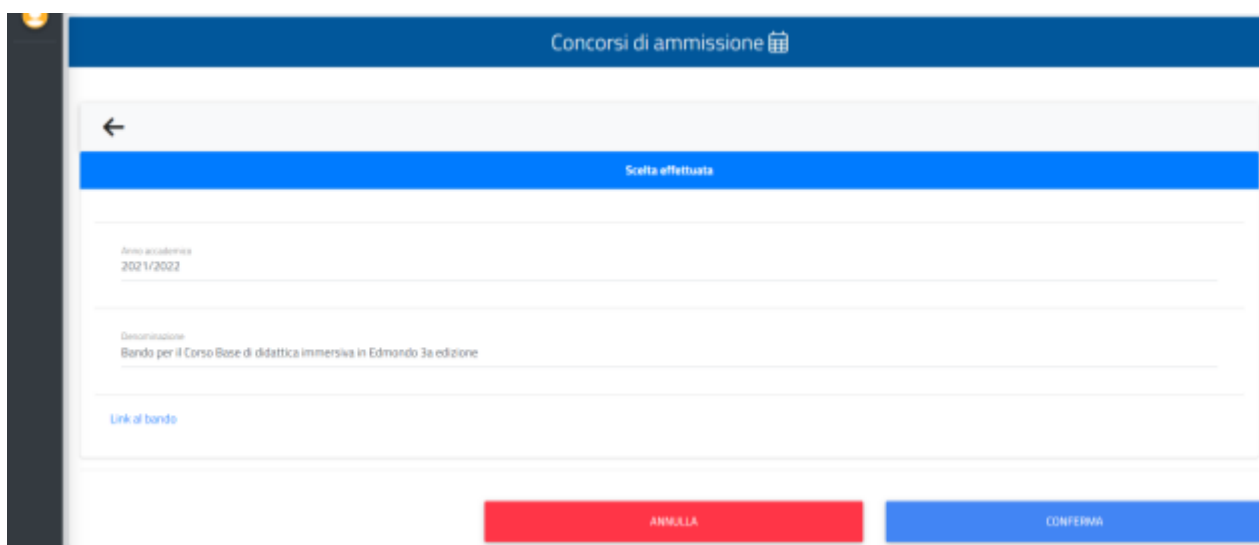 Concorsi di ammissione
Scelta effettuata
Anno accademico
2021/2022
Denominazione
Bando per il Corso Base di didattica immersiva in Edmondo 3a edizione
Link al bando
ANNULLA
CONFERMA